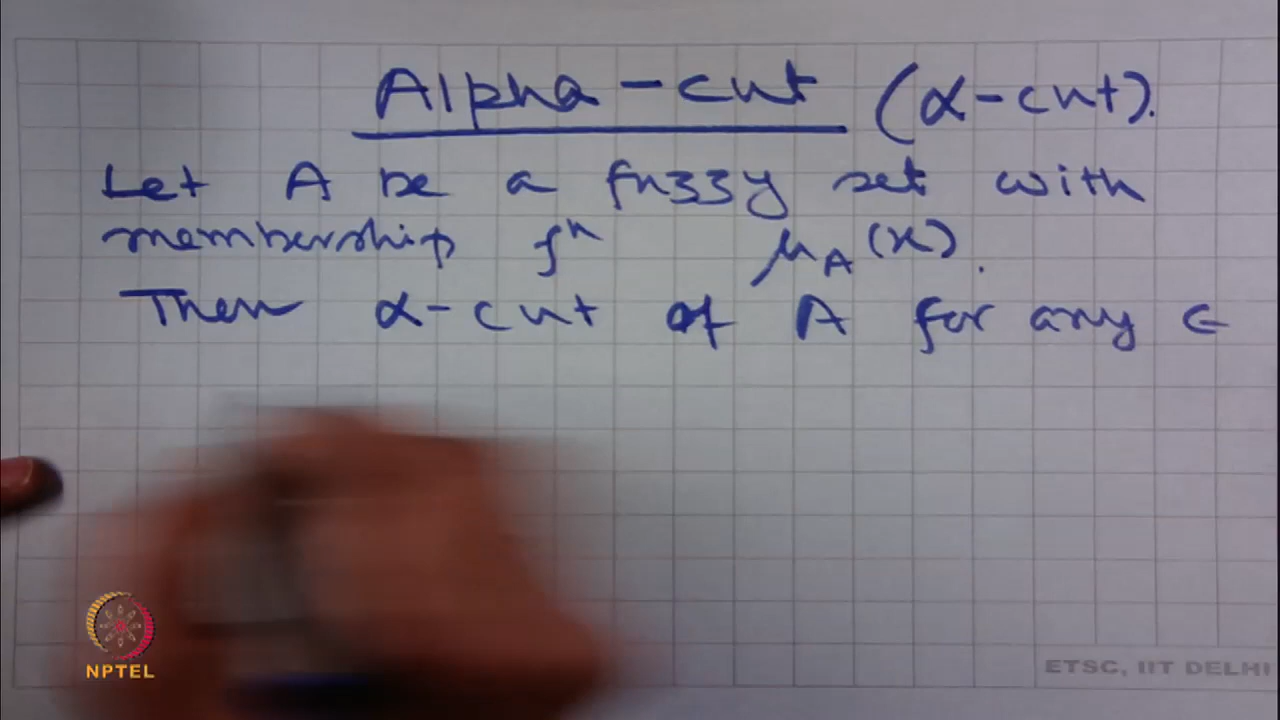 Alpha-cut (α-cut).
Let A be a fuzzy set with
membership fⁿ μ_A(x).
Then α-cut of A for any ∈
NPTEL
ETSC, IIT DELHI